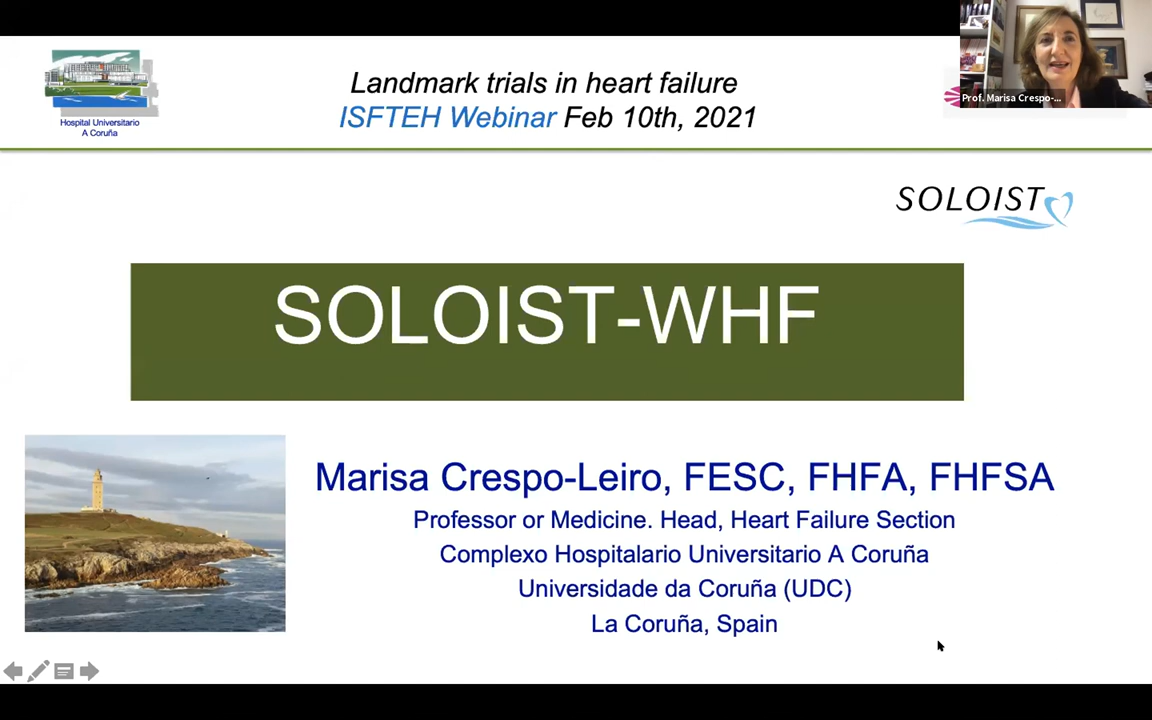 Landmark trials in heart failure
ISFTEH Webinar Feb 10th, 2021
Hospital Universitario
A Coruña
Prof. Marisa Crespo-...
SOLOIST
SOLOIST-WHF
Marisa Crespo-Leiro, FESC, FHFA, FHFSA
Professor or Medicine. Head, Heart Failure Section
Complexo Hospitalario Universitario A Coruña
Universidade da Coruña (UDC)
La Coruña, Spain